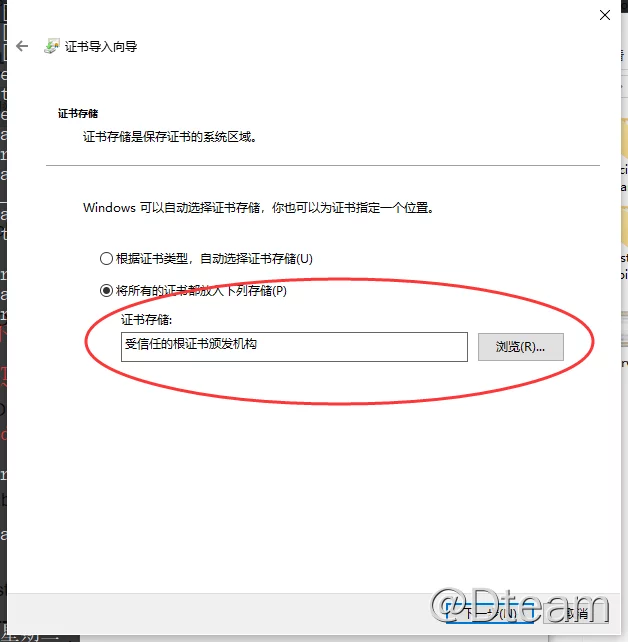 证书导入向导
证书存储
证书存储是保存证书的系统区域。
Windows 可以自动选择证书存储，你也可以为证书指定一个位置。
根据证书类型，自动选择证书存储(U)
将所有的证书都放入下列存储(P)
证书存储:
受信任的根证书颁发机构
浏览(R)...
下一步(N)
取消
@Dteam